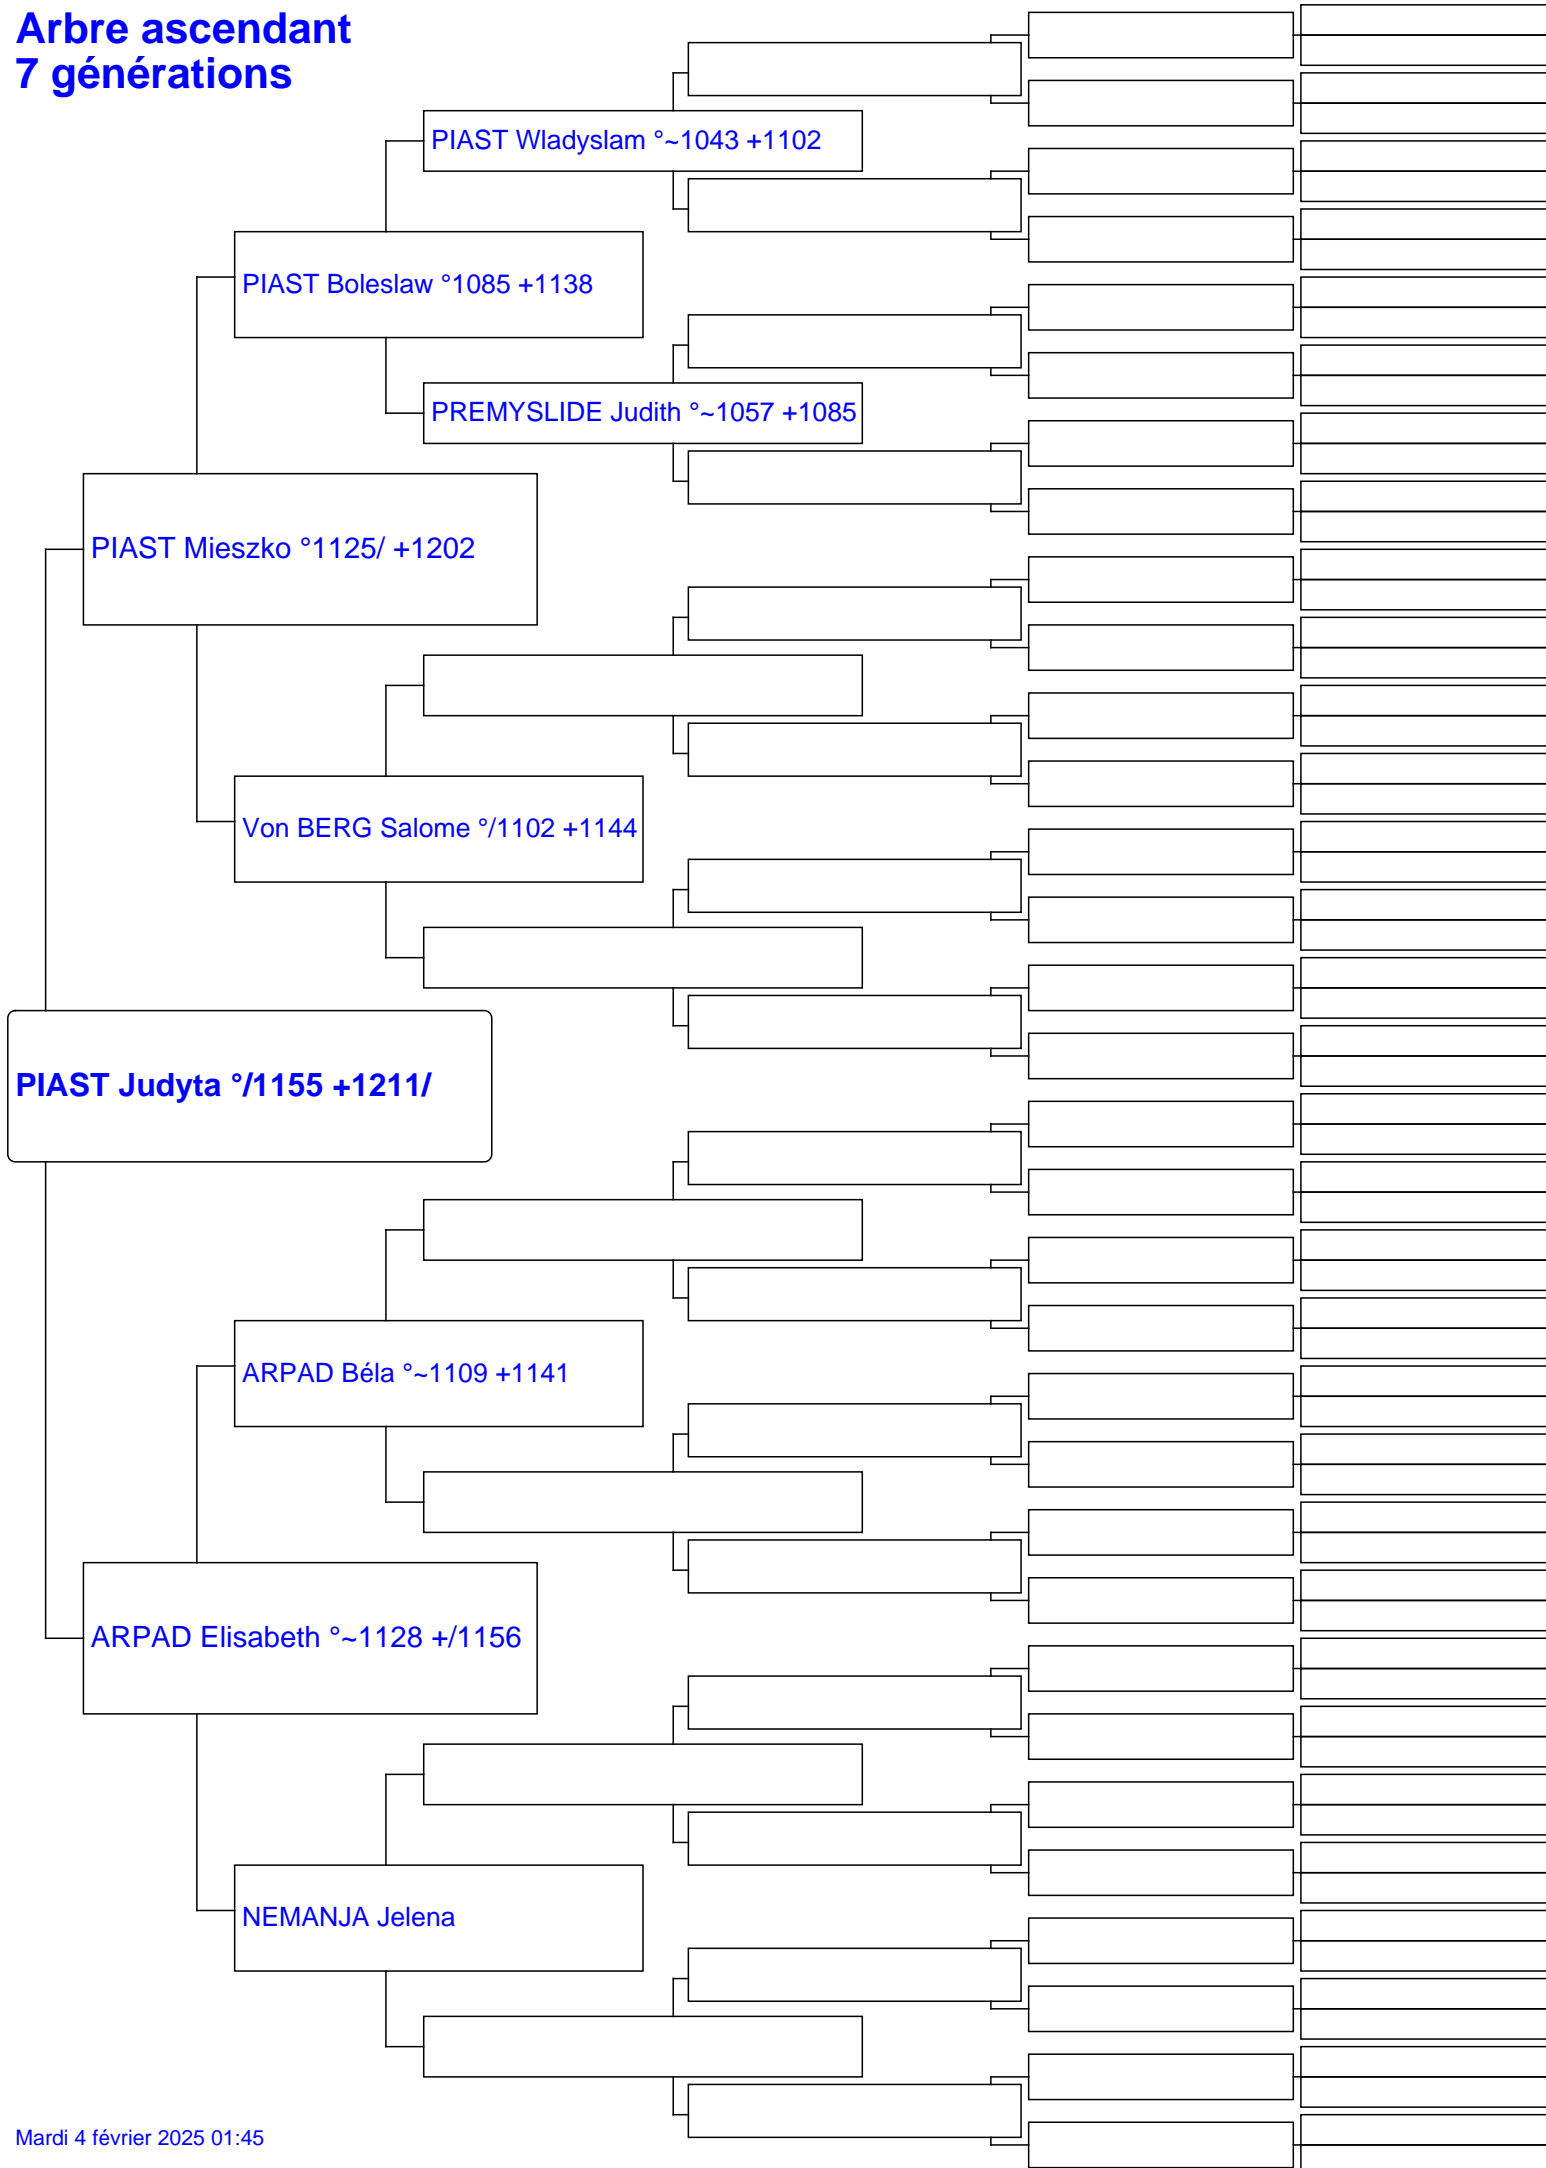 Arbre ascendant
7 générations
PIAST Wladyslam °~1043 +1102
PIAST Boleslaw °1085 +1138
PREMYSLIDE Judith °~1057 +1085
PIAST Mieszko °1125/ +1202
Von BERG Salome °/1102 +1144
PIAST Judyta °/1155 +1211/
ARPAD Béla °~1109 +1141
ARPAD Elisabeth °~1128 +/1156
NEMANJA Jelena
Mardi 4 février 2025 01:45